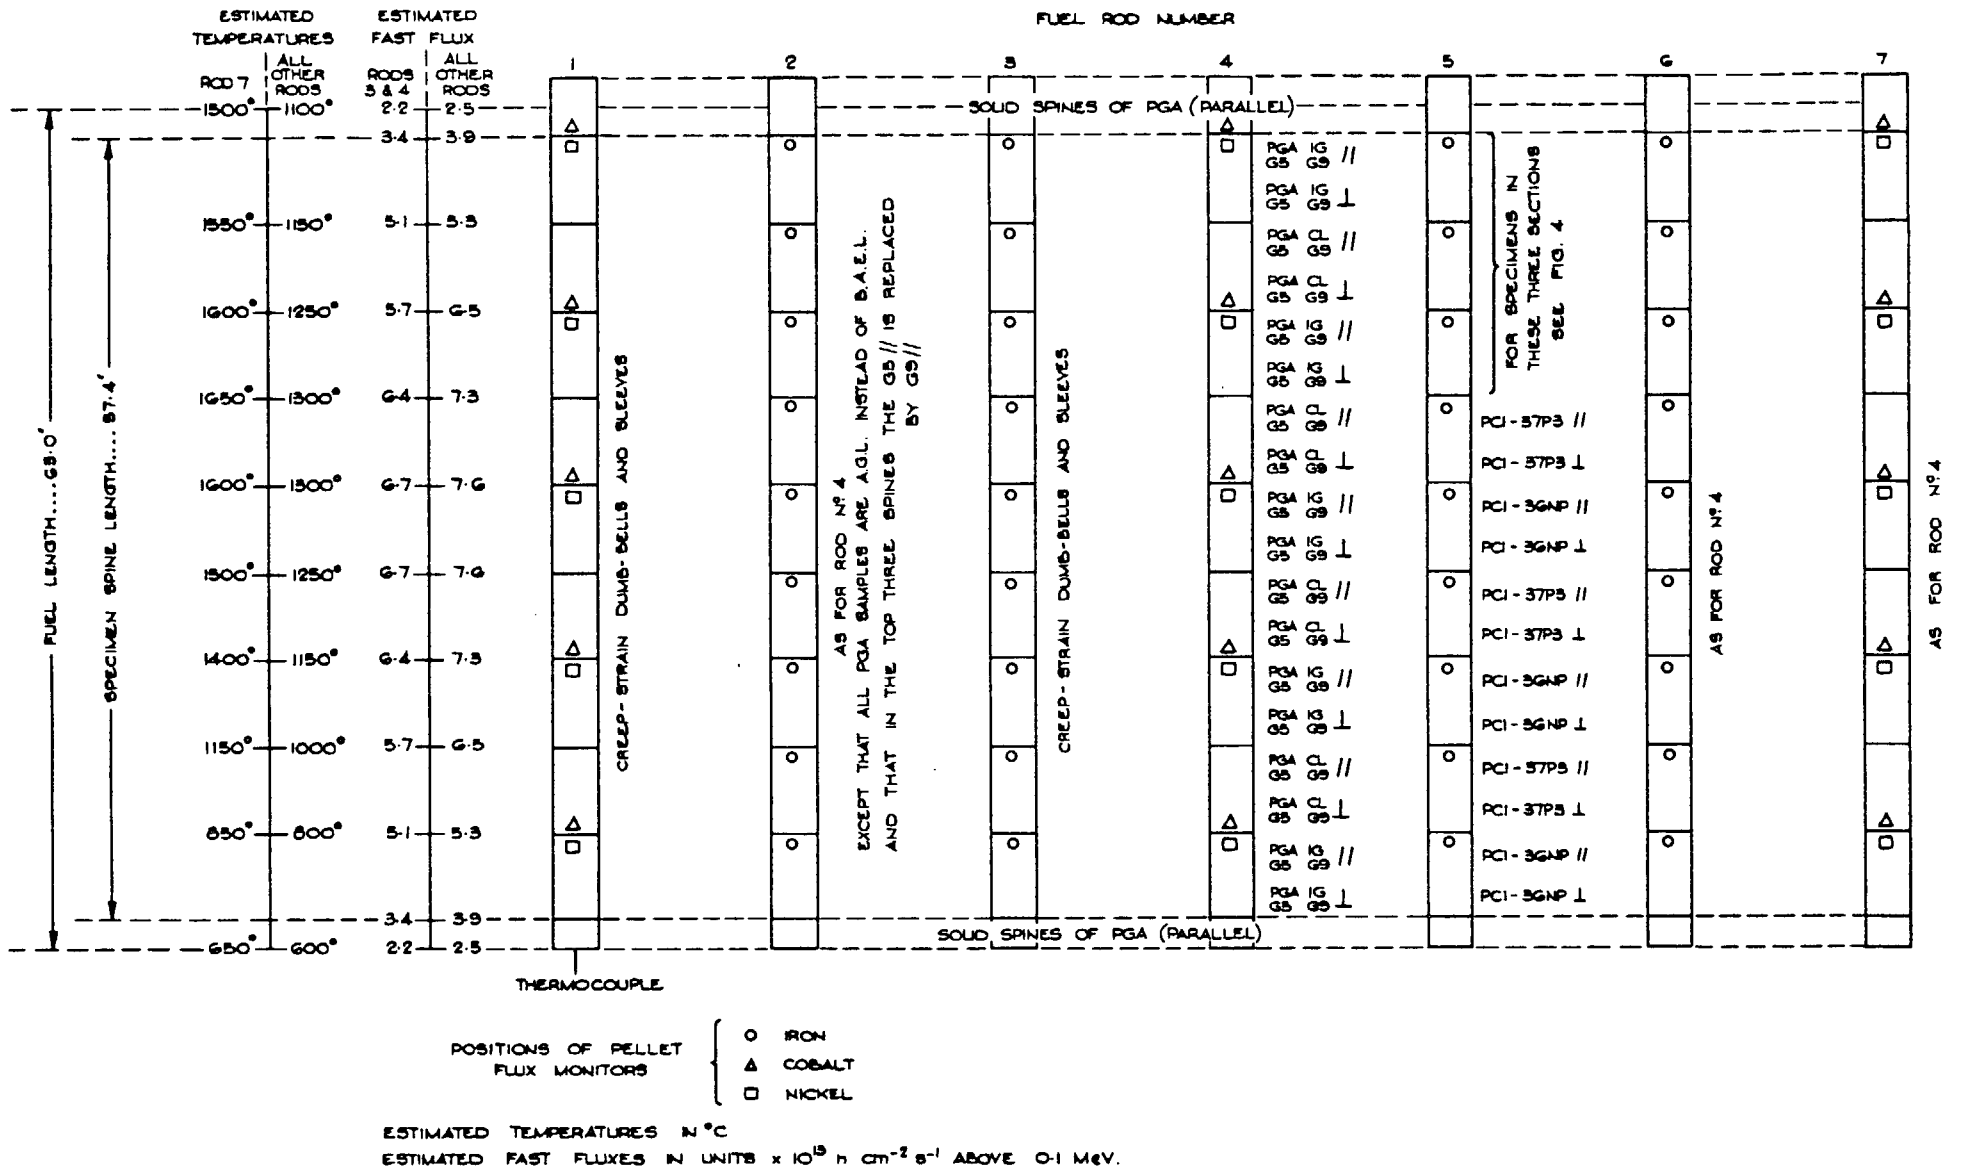 ESTIMATED TEMPERATURES
ESTIMATED FAST FLUX
FUEL ROD NUMBER
ROD 7
ALL OTHER RODS
RODS 3 & 4
ALL OTHER RODS
1 2 3 4 5 6 7
1500° 1100° 2.2 2.5
SOLID SPINES OF PGA (PARALLEL)
3.4 3.9
1550° 1150° 5.1 5.3
1600° 1250° 5.7 6.5
1650° 1300° 6.4 7.3
1600° 1300° 6.7 7.6
1500° 1250° 6.7 7.6
1400° 1150° 6.4 7.3
1150° 1000° 5.7 6.5
850° 800° 5.1 5.3
3.4 3.9
650° 600° 2.2 2.5
SOLID SPINES OF PGA (PARALLEL)
FUEL LENGTH....63.0'
SPECIMEN SPINE LENGTH....57.4'
CREEP-STRAIN DUMB-BELLS AND SLEEVES
AS FOR ROD Nº 4
EXCEPT THAT ALL PGA SAMPLES ARE A.G.L. INSTEAD OF B.A.E.L.
AND THAT IN THE TOP THREE SPINES THE G5 // IS REPLACED
BY G9 //
CREEP-STRAIN DUMB-BELLS AND SLEEVES
PGA IG
G5 G9 //
PGA IG
G5 G9 ⊥
PGA CL
G5 G9 //
PGA CL
G5 G9 ⊥
PGA IG
G5 G9 //
PGA IG
G5 G9 ⊥
PGA CL
G5 G9 //
PGA CL
G5 G9 ⊥
PGA IG
G5 G9 //
PGA IG
G5 G9 ⊥
PGA CL
G5 G9 //
PGA CL
G5 G9 ⊥
PGA IG
G5 G9 //
PGA IG
G5 G9 ⊥
PGA CL
G5 G9 //
PGA CL
G5 G9 ⊥
PGA IG
G5 G9 //
PGA IG
G5 G9 ⊥
FOR SPECIMENS IN
THESE THREE SECTIONS
SEE FIG. 4
PCI-37P3 //
PCI-37P3 ⊥
PCI-36NP //
PCI-36NP ⊥
PCI-37P3 //
PCI-37P3 ⊥
PCI-36NP //
PCI-36NP ⊥
PCI-37P3 //
PCI-37P3 ⊥
PCI-36NP //
PCI-36NP ⊥
AS FOR ROD Nº 4
AS FOR ROD Nº 4
THERMOCOUPLE
POSITIONS OF PELLET
FLUX MONITORS
○ IRON
△ COBALT
□ NICKEL
ESTIMATED TEMPERATURES IN °C
ESTIMATED FAST FLUXES IN UNITS x 10¹³ n cm⁻² s⁻¹ ABOVE 0.1 MeV.